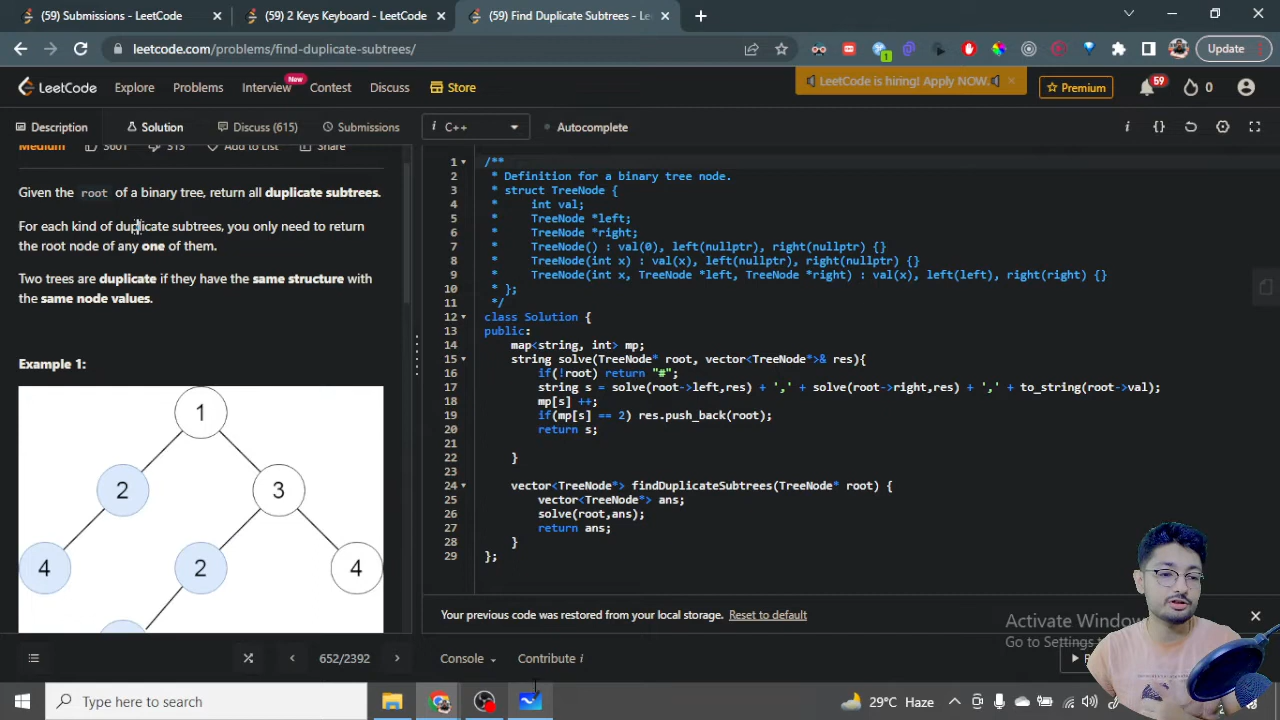 (59) Submissions - LeetCode
(59) 2 Keys Keyboard - LeetCode
(59) Find Duplicate Subtrees - Le
leetcode.com/problems/find-duplicate-subtrees/
Update
LeetCode
Explore
Problems
Interview
New
Contest
Discuss
Store
LeetCode is hiring! Apply NOW.
Premium
59
0
Description
Solution
Discuss (615)
Submissions
C++
Autocomplete
Medium
3601
313
Add to List
Share
Given the root of a binary tree, return all duplicate subtrees.
For each kind of duplicate subtrees, you only need to return
the root node of any one of them.
Two trees are duplicate if they have the same structure with
the same node values.
Example 1:
1
2
3
4
2
4
1 /**
2 * Definition for a binary tree node.
3 * struct TreeNode {
4 int val;
5 TreeNode *left;
6 TreeNode *right;
7 TreeNode() : val(0), left(nullptr), right(nullptr) {}
8 TreeNode(int x) : val(x), left(nullptr), right(nullptr) {}
9 TreeNode(int x, TreeNode *left, TreeNode *right) : val(x), left(left), right(right) {}
10 * };
11 */
12 class Solution {
13 public:
14 map<string, int> mp;
15 string solve(TreeNode* root, vector<TreeNode*>& res){
16 if(!root) return "#";
17 string s = solve(root->left,res) + ',' + solve(root->right,res) + ',' + to_string(root->val);
18 mp[s] ++;
19 if(mp[s] == 2) res.push_back(root);
20 return s;
21
22 }
23
24 vector<TreeNode*> findDuplicateSubtrees(TreeNode* root) {
25 vector<TreeNode*> ans;
26 solve(root,ans);
27 return ans;
28 }
29 };
Your previous code was restored from your local storage. Reset to default
Activate Window
Go to Settings
652/2392
Console
Contribute i
Type here to search
29°C Haze